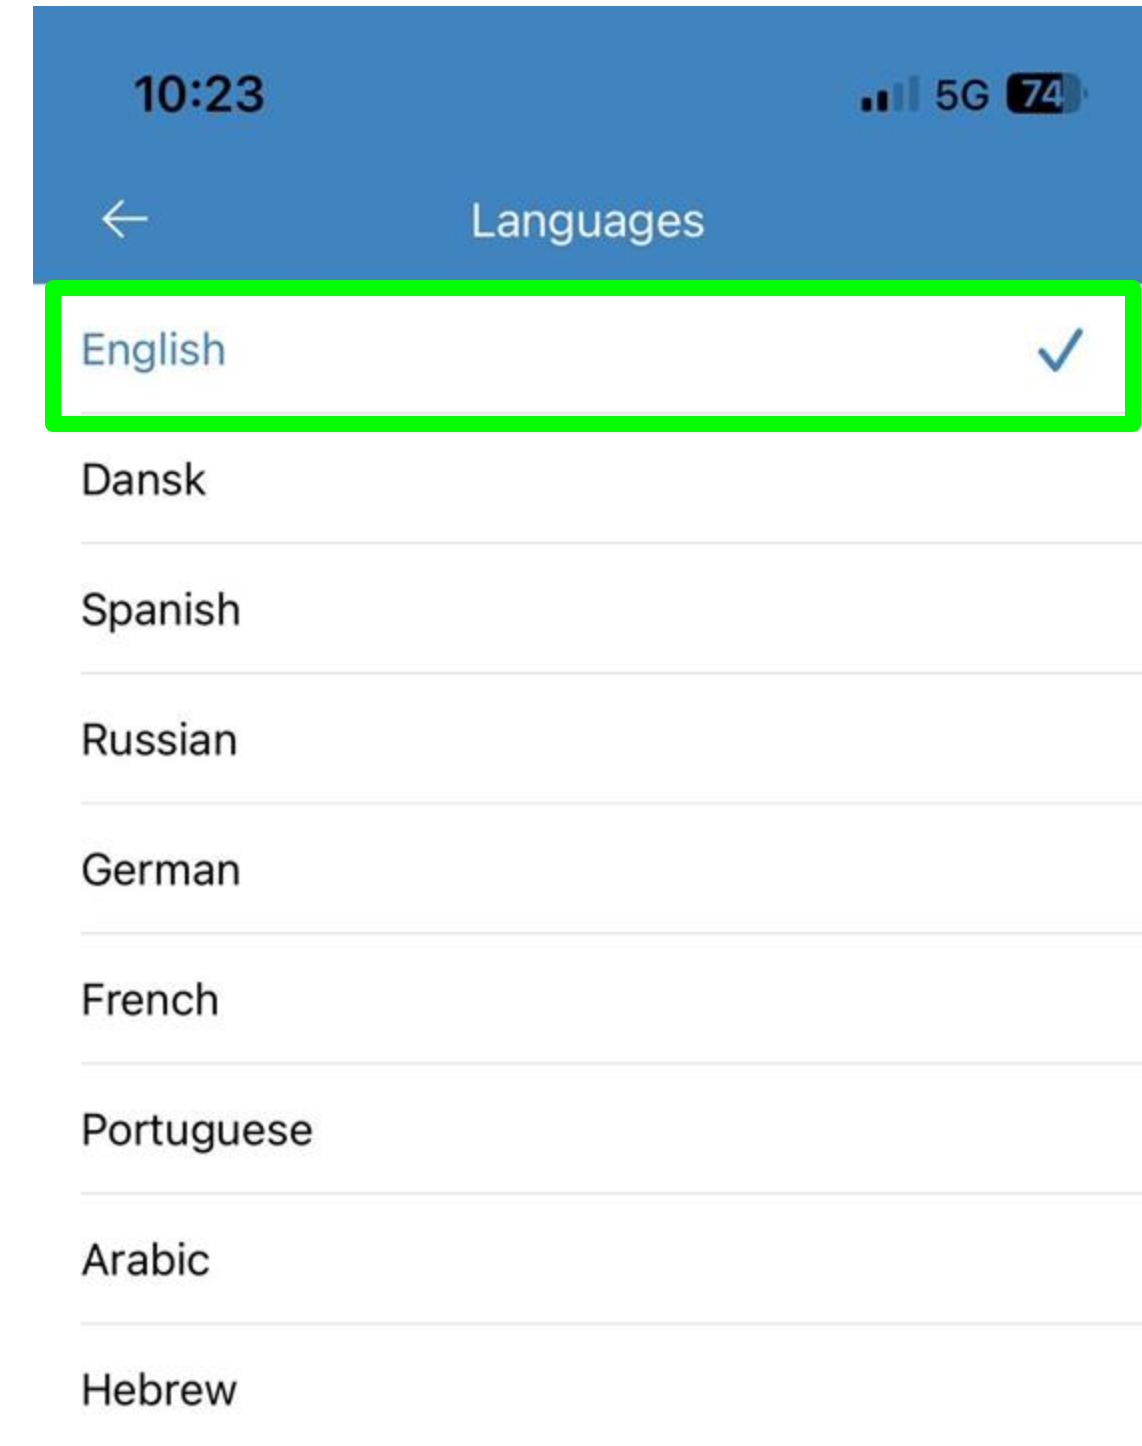 10:23 5G 74
Languages
English
Dansk
Spanish
Russian
German
French
Portuguese
Arabic
Hebrew